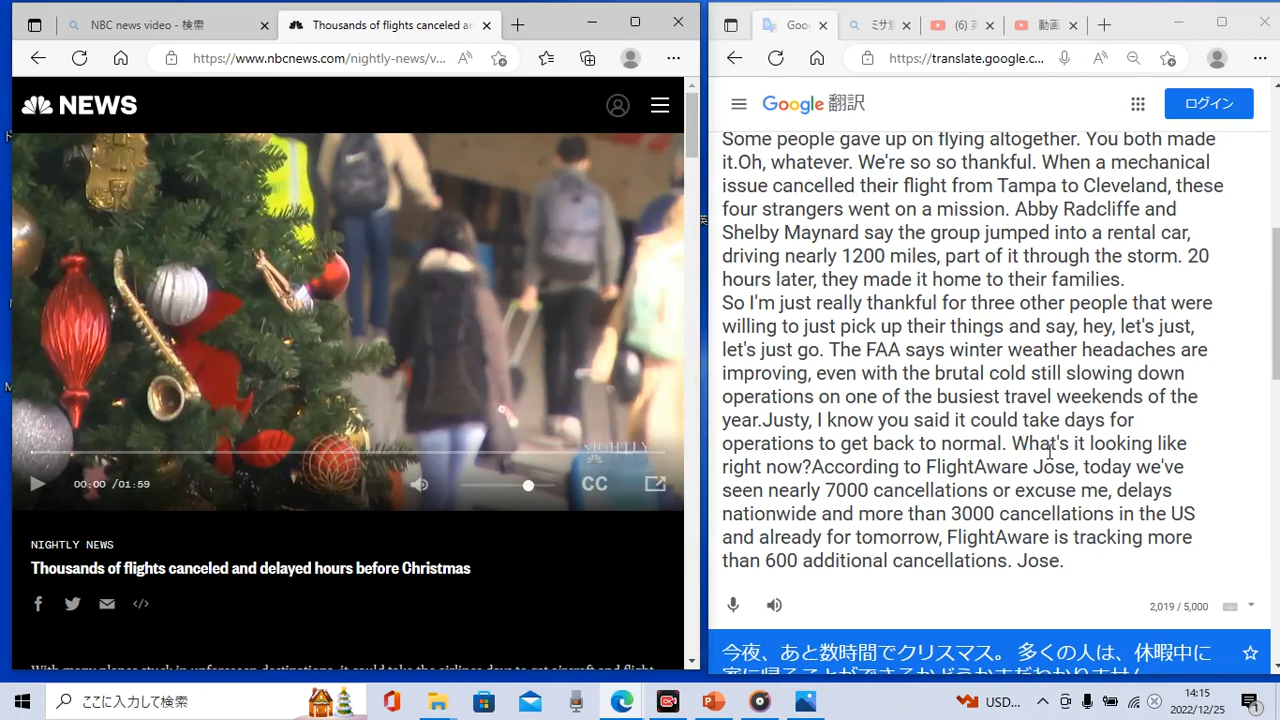 NBC news video - 検索
Thousands of flights canceled an
https://www.nbcnews.com/nightly-news/v...
NEWS
NIGHTLY
00:00 /01:59
CC
NIGHTLY NEWS
Thousands of flights canceled and delayed hours before Christmas
Goo
ミサ
(6)
動画
https://translate.google.c...
Google 翻訳
ログイン
Some people gave up on flying altogether. You both made
it.Oh, whatever. We're so so thankful. When a mechanical
issue cancelled their flight from Tampa to Cleveland, these
four strangers went on a mission. Abby Radcliffe and
Shelby Maynard say the group jumped into a rental car,
driving nearly 1200 miles, part of it through the storm. 20
hours later, they made it home to their families.
So I'm just really thankful for three other people that were
willing to just pick up their things and say, hey, let's just,
let's just go. The FAA says winter weather headaches are
improving, even with the brutal cold still slowing down
operations on one of the busiest travel weekends of the
year.Justy, I know you said it could take days for
operations to get back to normal. What's it looking like
right now?According to FlightAware Jose, today we've
seen nearly 7000 cancellations or excuse me, delays
nationwide and more than 3000 cancellations in the US
and already for tomorrow, FlightAware is tracking more
than 600 additional cancellations. Jose.
2,019 / 5,000
今夜、あと数時間でクリスマス。 多くの人は、休暇中に
ここに入力して検索
USD...
14:15
2022/12/25
1